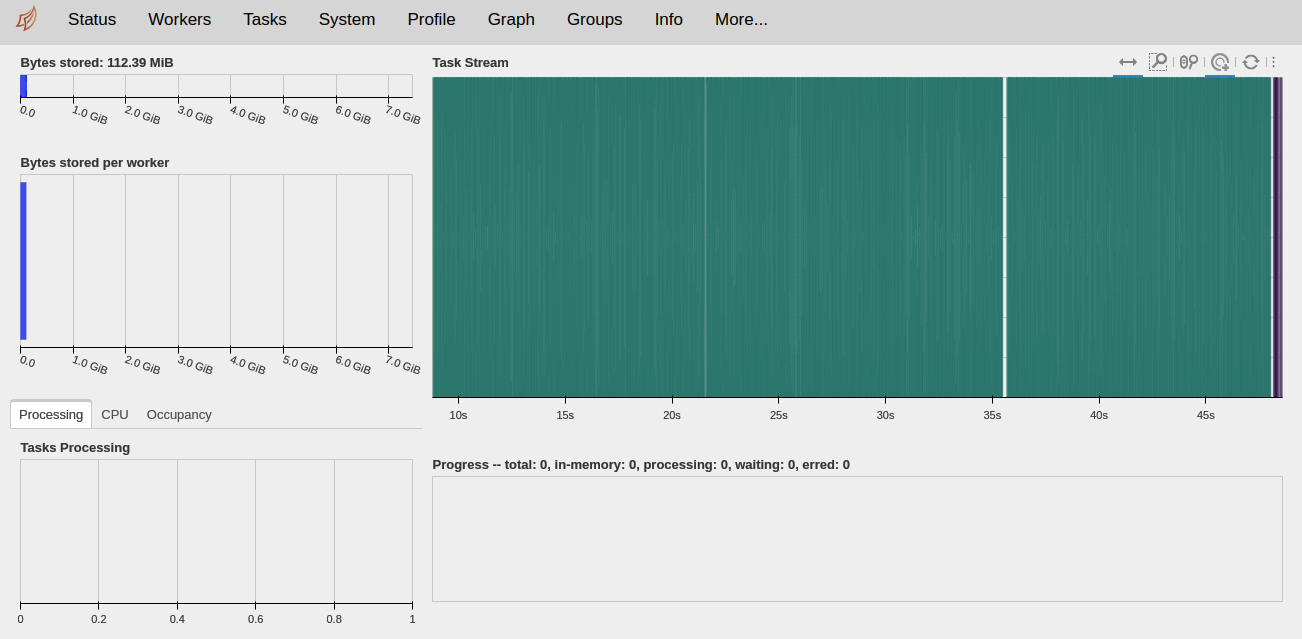 Status Workers Tasks System Profile Graph Groups Info More...
Bytes stored: 112.39 MiB
0.0 1.0 GiB 2.0 GiB 3.0 GiB 4.0 GiB 5.0 GiB 6.0 GiB 7.0 GiB
Bytes stored per worker
0.0 1.0 GiB 2.0 GiB 3.0 GiB 4.0 GiB 5.0 GiB 6.0 GiB 7.0 GiB
Processing CPU Occupancy
Tasks Processing
0 0.2 0.4 0.6 0.8 1
Task Stream
10s 15s 20s 25s 30s 35s 40s 45s
Progress -- total: 0, in-memory: 0, processing: 0, waiting: 0, erred: 0